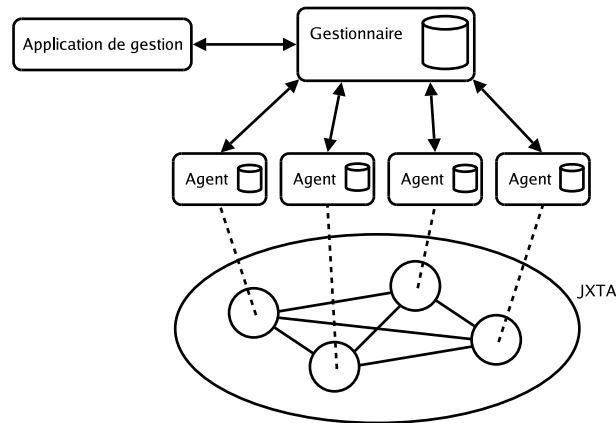 Application de gestion
Gestionnaire
Agent
Agent
Agent
Agent
JXTA